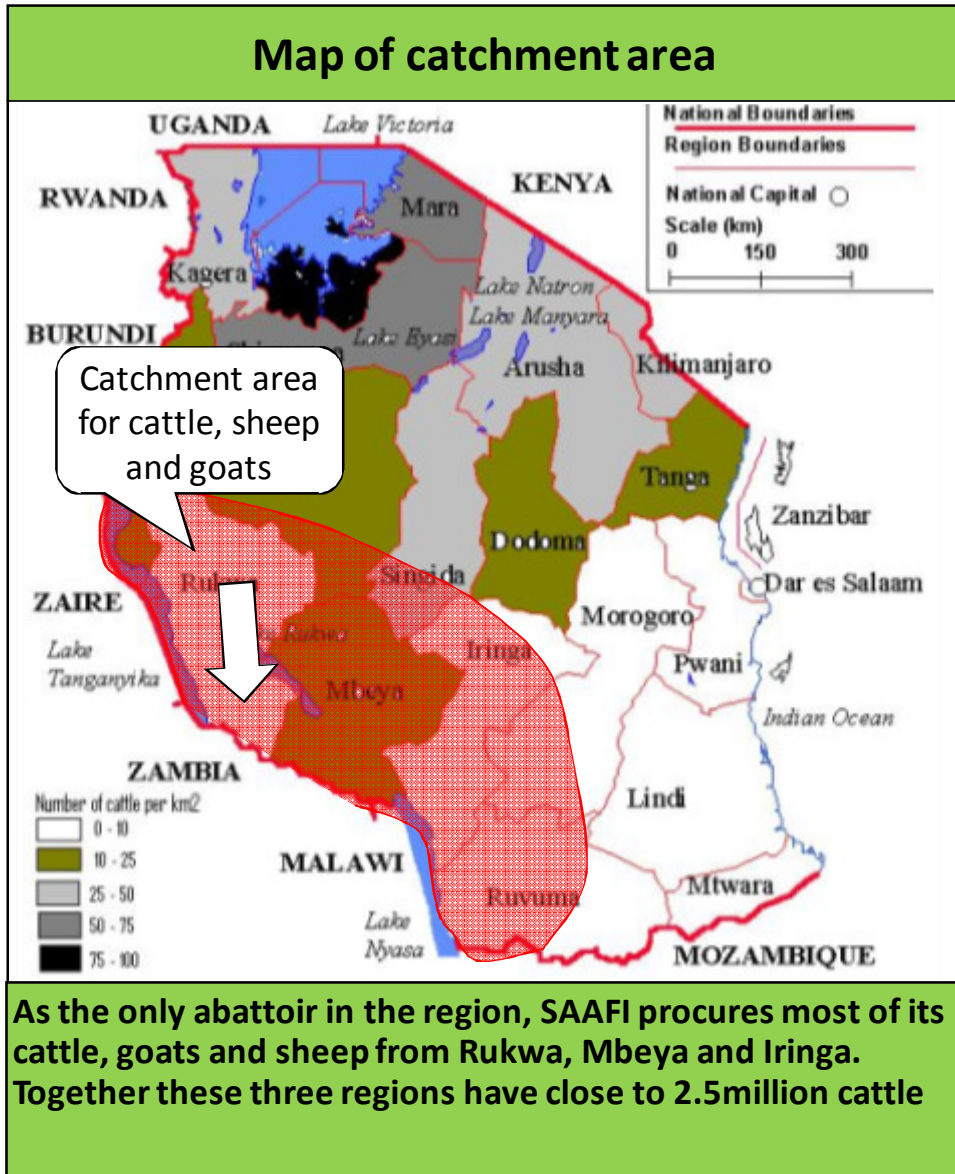 Map of catchment area
National Boundaries
Region Boundaries
National Capital
Scale (km)
0 150 300
UGANDA
Lake Victoria
RWANDA
KENYA
Mara
Kagera
Lake Natron
BURUNDI
Lake Eyasi
Lake Manyara
Arusha
Kilimanjaro
Catchment area
for cattle, sheep
and goats
Tanga
Zanzibar
Dodoma
Singida
Dar es Salaam
ZAIRE
Morogoro
Rukwa
Iringa
Lake
Tanganyika
Pwani
Mbeya
Indian Ocean
ZAMBIA
Lindi
Number of cattle per km2
0 - 10
10 - 25
25 - 50
50 - 75
75 - 100
MALAWI
Mtwara
Ruvuma
Lake
Nyasa
MOZAMBIQUE
As the only abattoir in the region, SAAFI procures most of its
cattle, goats and sheep from Rukwa, Mbeya and Iringa.
Together these three regions have close to 2.5million cattle